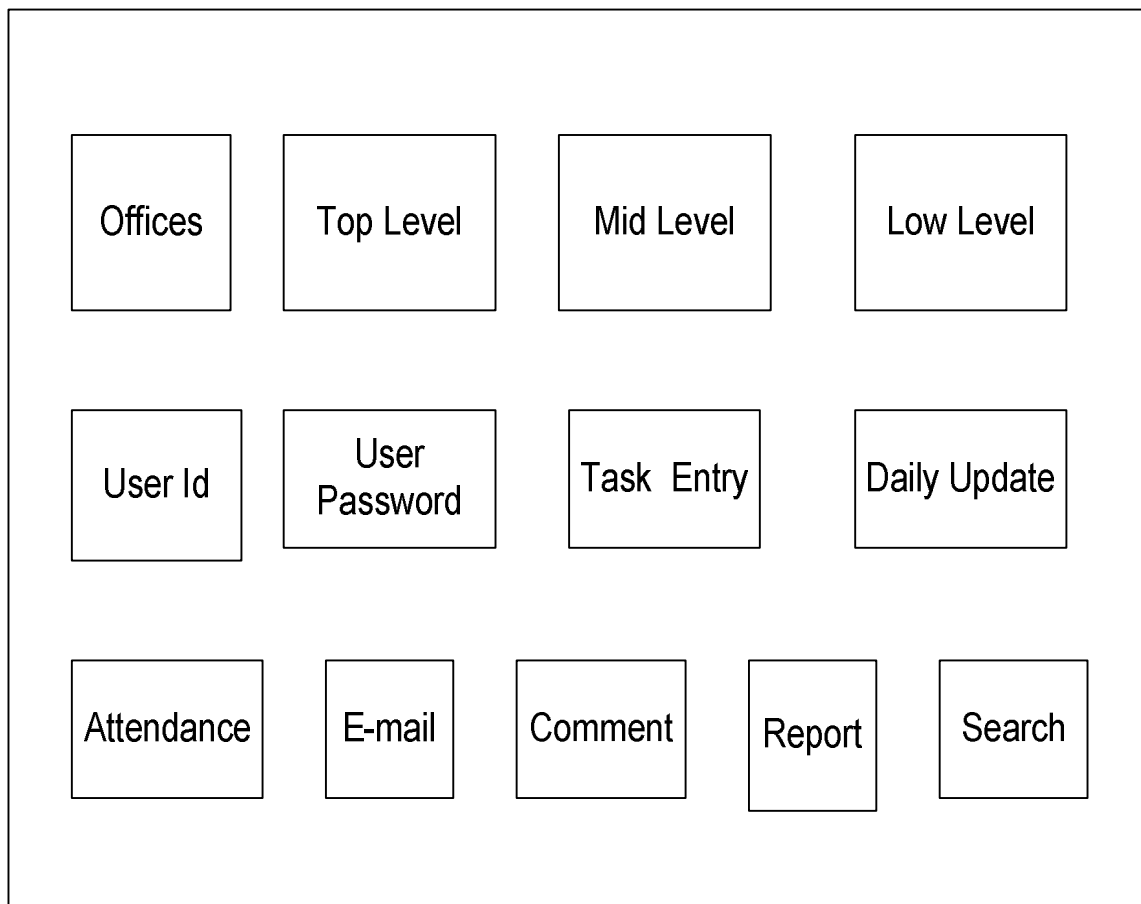 Offices
Top Level
Mid Level
Low Level
User Id
User
Password
Task Entry
Daily Update
Attendance
E-mail
Comment
Report
Search